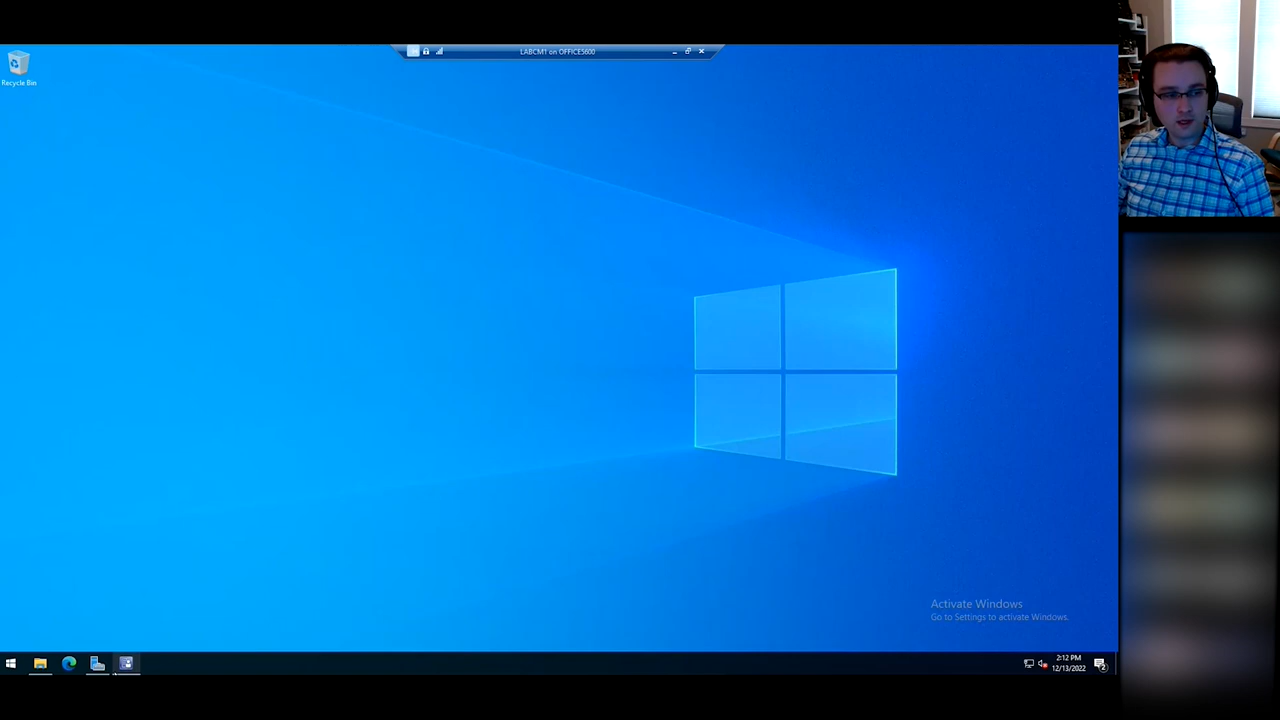 LABCM1 on OFFICE5600
Recycle Bin
Activate Windows
Go to Settings to activate Windows.
2:12 PM
12/13/2022
2